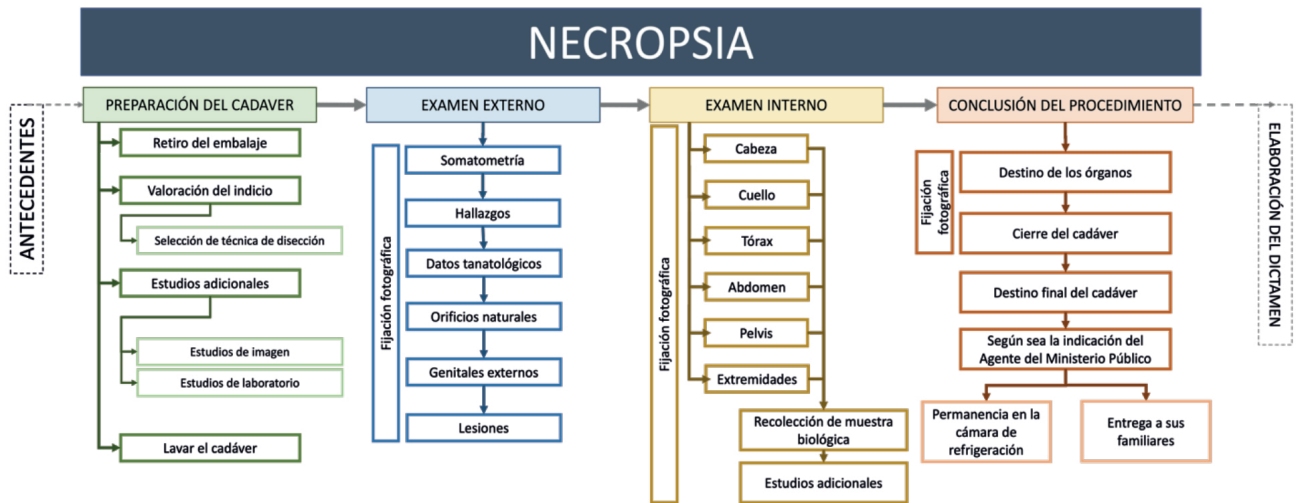 NECROPSIA
ANTECEDENTES
PREPARACIÓN DEL CADAVER
Retiro del embalaje
Valoración del indicio
Selección de técnica de disección
Estudios adicionales
Estudios de imagen
Estudios de laboratorio
Lavar el cadáver
EXAMEN EXTERNO
Fijación fotográfica
Somatometría
Hallazgos
Datos tanatológicos
Orificios naturales
Genitales externos
Lesiones
EXAMEN INTERNO
Fijación fotográfica
Cabeza
Cuello
Tórax
Abdomen
Pelvis
Extremidades
Recolección de muestra
biológica
Estudios adicionales
CONCLUSIÓN DEL PROCEDIMIENTO
Fijación
fotográfica
Destino de los órganos
Cierre del cadáver
Destino final del cadáver
Según sea la indicación del
Agente del Ministerio Público
Permanencia en la
cámara de
refrigeración
Entrega a sus
familiares
ELABORACIÓN DEL DICTAMEN